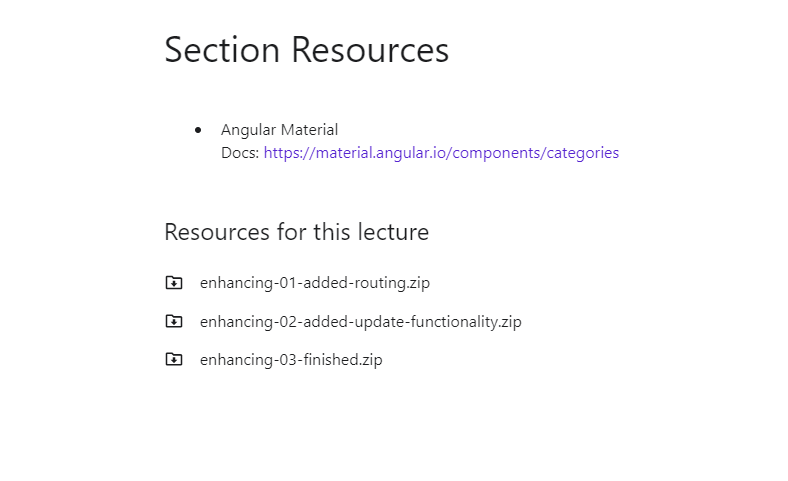 Section Resources
Angular Material
Docs: https://material.angular.io/components/categories
Resources for this lecture
enhancing-01-added-routing.zip
enhancing-02-added-update-functionality.zip
enhancing-03-finished.zip